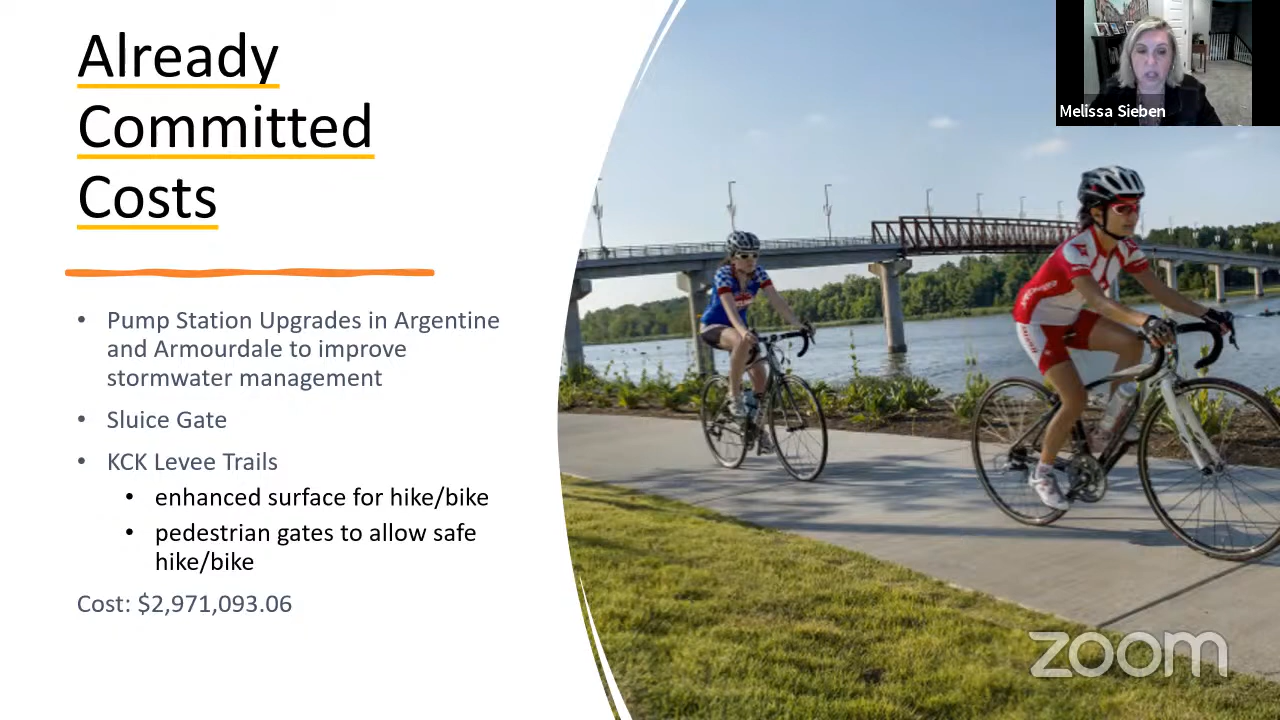 Already
Committed
Costs
• Pump Station Upgrades in Argentine
and Armourdale to improve
stormwater management
• Sluice Gate
• KCK Levee Trails
• enhanced surface for hike/bike
• pedestrian gates to allow safe
hike/bike
Cost: $2,971,093.06
Melissa Sieben
zoom